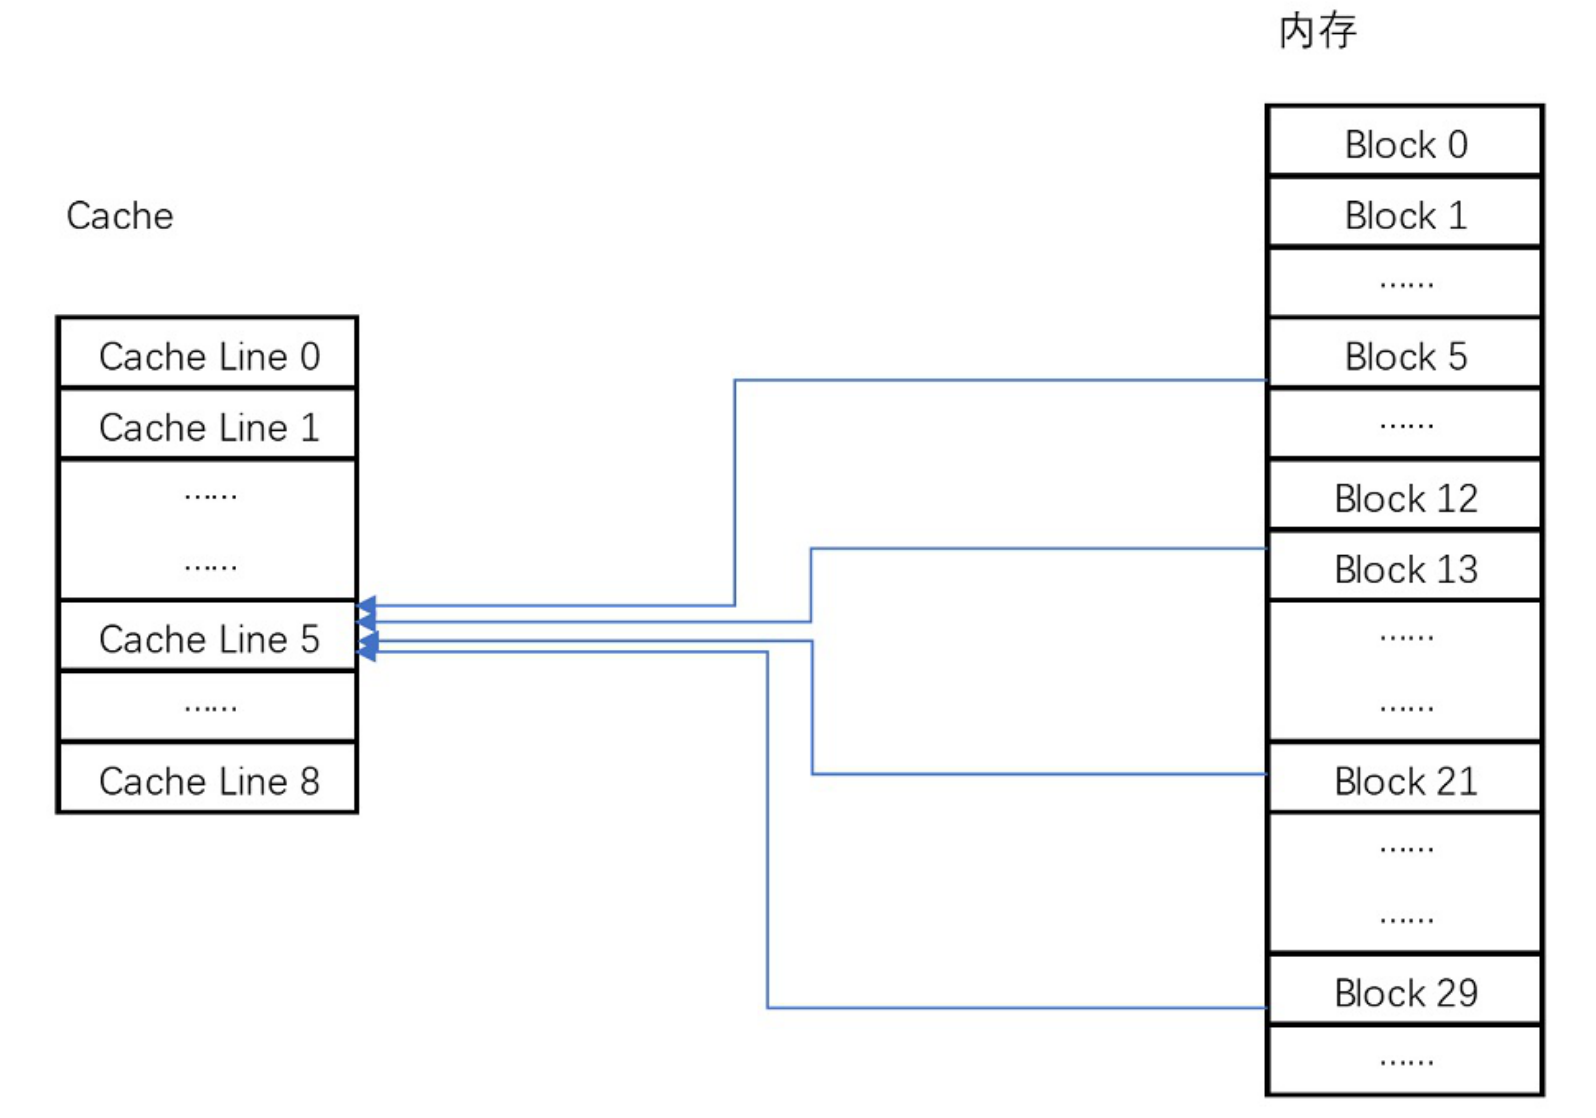 内存
Cache
Cache Line 0
Cache Line 1
……
……
Cache Line 5
……
Cache Line 8
Block 0
Block 1
……
Block 5
……
Block 12
Block 13
……
……
Block 21
……
……
Block 29
……